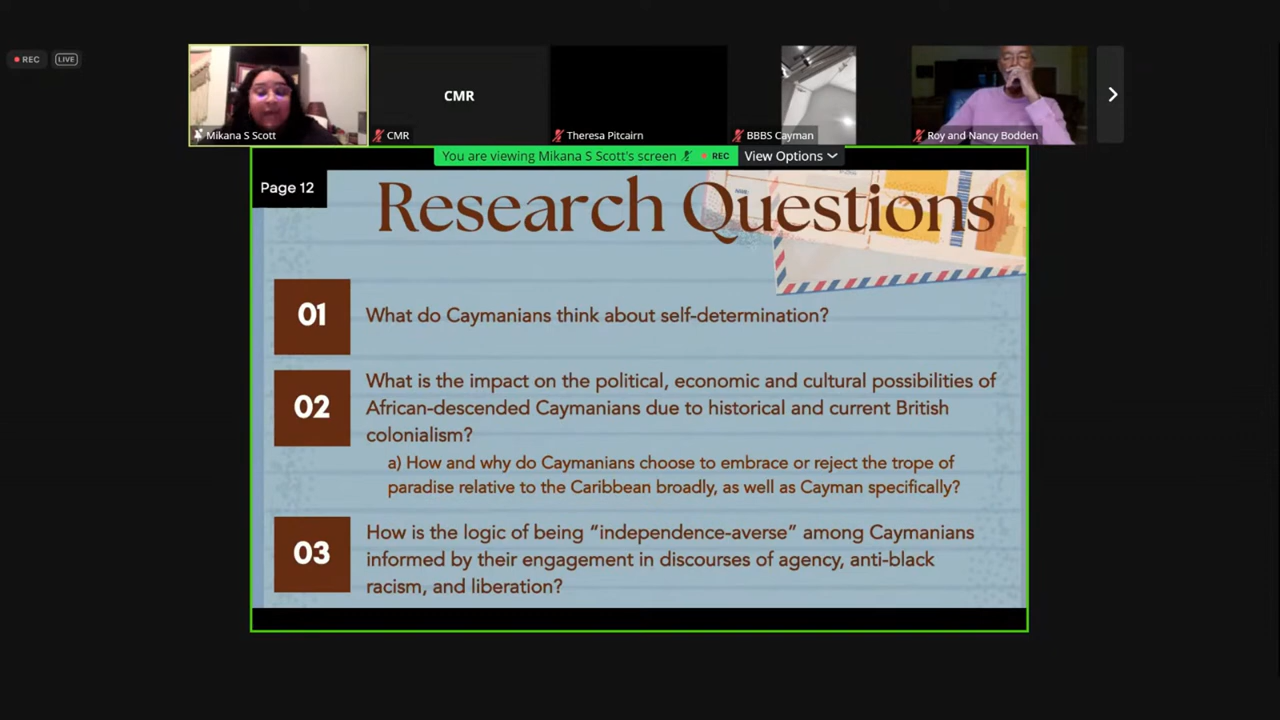 REC
LIVE
CMR
Mikana S Scott
CMR
Theresa Pitcairn
BBBS Cayman
Roy and Nancy Bodden
You are viewing Mikana S Scott's screen
REC
View Options
Page 12
NAME:
Research Questions
01
What do Caymanians think about self-determination?
02
What is the impact on the political, economic and cultural possibilities of
African-descended Caymanians due to historical and current British
colonialism?
a) How and why do Caymanians choose to embrace or reject the trope of
paradise relative to the Caribbean broadly, as well as Cayman specifically?
03
How is the logic of being “independence-averse” among Caymanians
informed by their engagement in discourses of agency, anti-black
racism, and liberation?